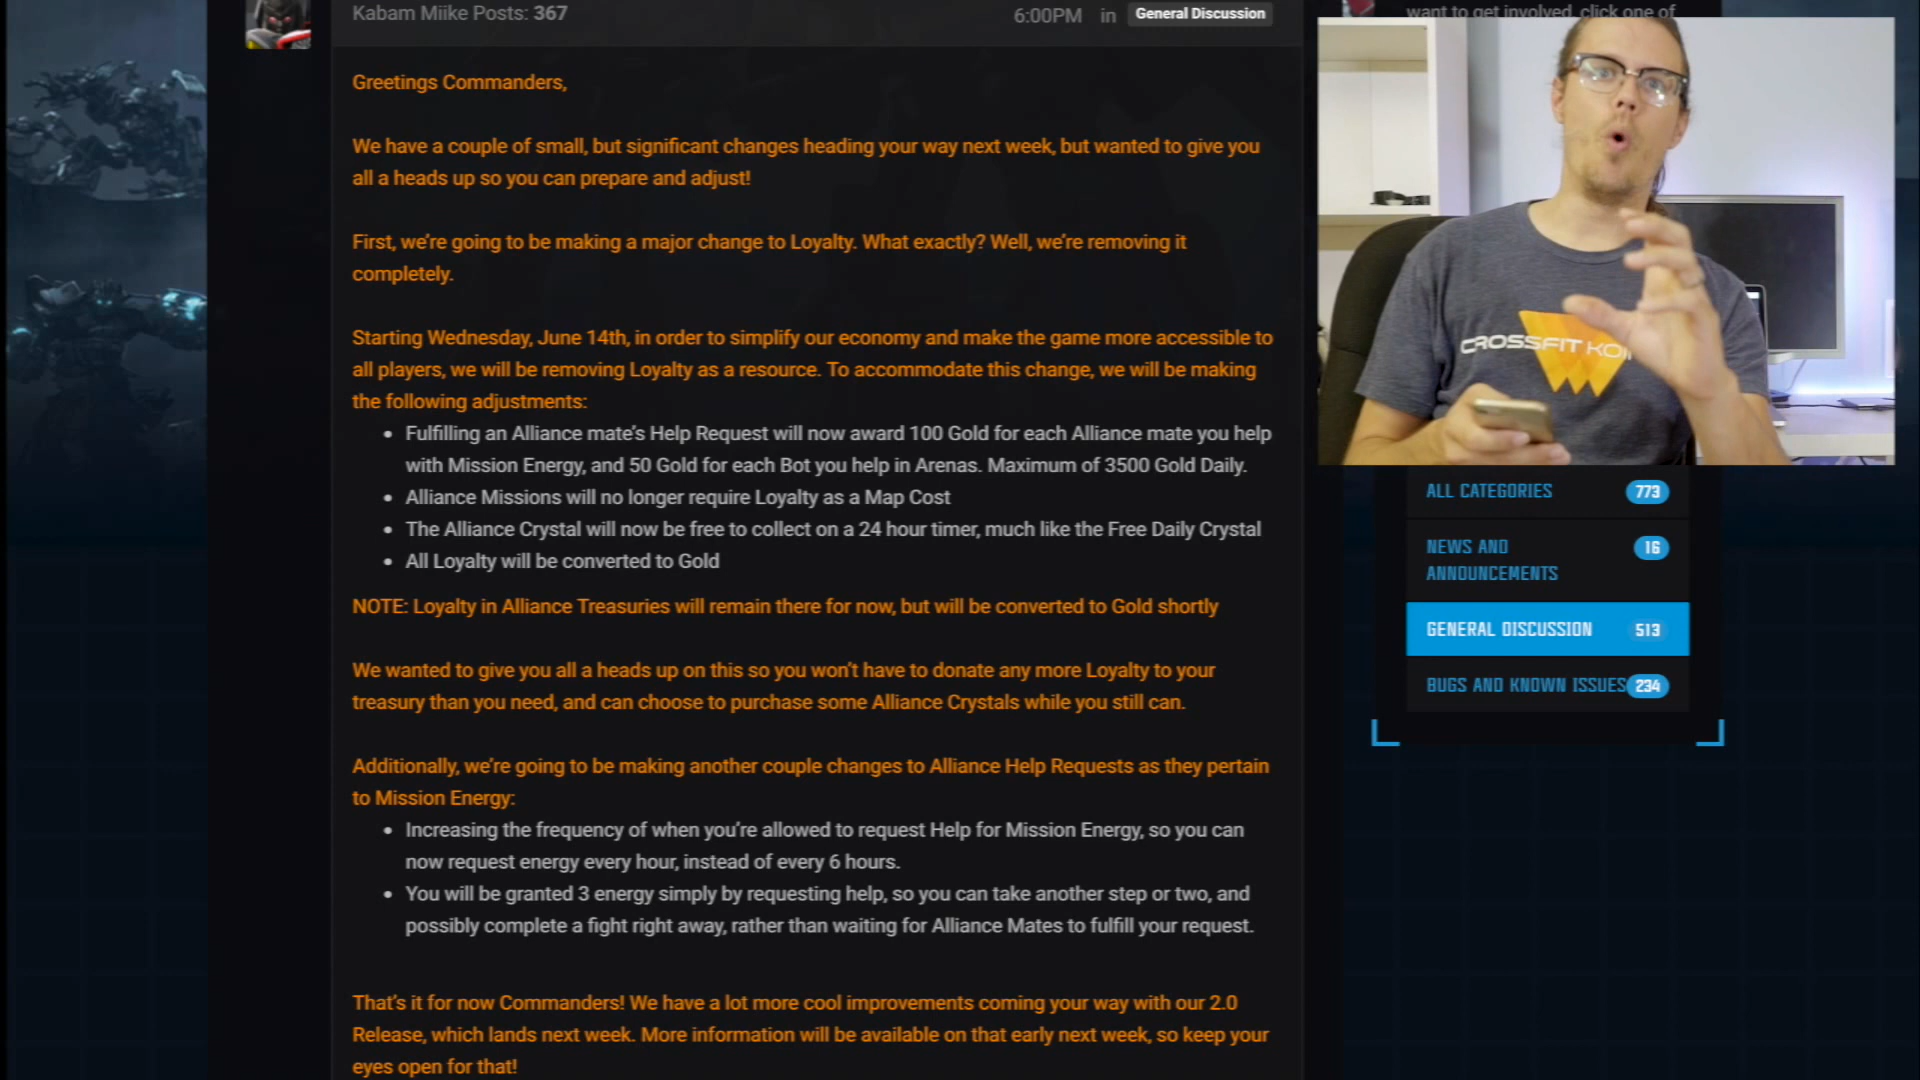 Kabam Miike Posts: 367
6:00PM in General Discussion
Greetings Commanders,
We have a couple of small, but significant changes heading your way next week, but wanted to give you
all a heads up so you can prepare and adjust!
First, we're going to be making a major change to Loyalty. What exactly? Well, we're removing it
completely.
Starting Wednesday, June 14th, in order to simplify our economy and make the game more accessible to
all players, we will be removing Loyalty as a resource. To accommodate this change, we will be making
the following adjustments:
• Fulfilling an Alliance mate's Help Request will now award 100 Gold for each Alliance mate you help
with Mission Energy, and 50 Gold for each Bot you help in Arenas. Maximum of 3500 Gold Daily.
• Alliance Missions will no longer require Loyalty as a Map Cost
• The Alliance Crystal will now be free to collect on a 24 hour timer, much like the Free Daily Crystal
• All Loyalty will be converted to Gold
NOTE: Loyalty in Alliance Treasuries will remain there for now, but will be converted to Gold shortly
We wanted to give you all a heads up on this so you won't have to donate any more Loyalty to your
treasury than you need, and can choose to purchase some Alliance Crystals while you still can.
Additionally, we're going to be making another couple changes to Alliance Help Requests as they pertain
to Mission Energy:
• Increasing the frequency of when you're allowed to request Help for Mission Energy, so you can
now request energy every hour, instead of every 6 hours.
• You will be granted 3 energy simply by requesting help, so you can take another step or two, and
possibly complete a fight right away, rather than waiting for Alliance Mates to fulfill your request.
That's it for now Commanders! We have a lot more cool improvements coming your way with our 2.0
Release, which lands next week. More information will be available on that early next week, so keep your
eyes open for that!
want to get involved, click one of
CROSSFIT
ALL CATEGORIES 773
NEWS AND 16
ANNOUNCEMENTS
GENERAL DISCUSSION 513
BUGS AND KNOWN ISSUES 234